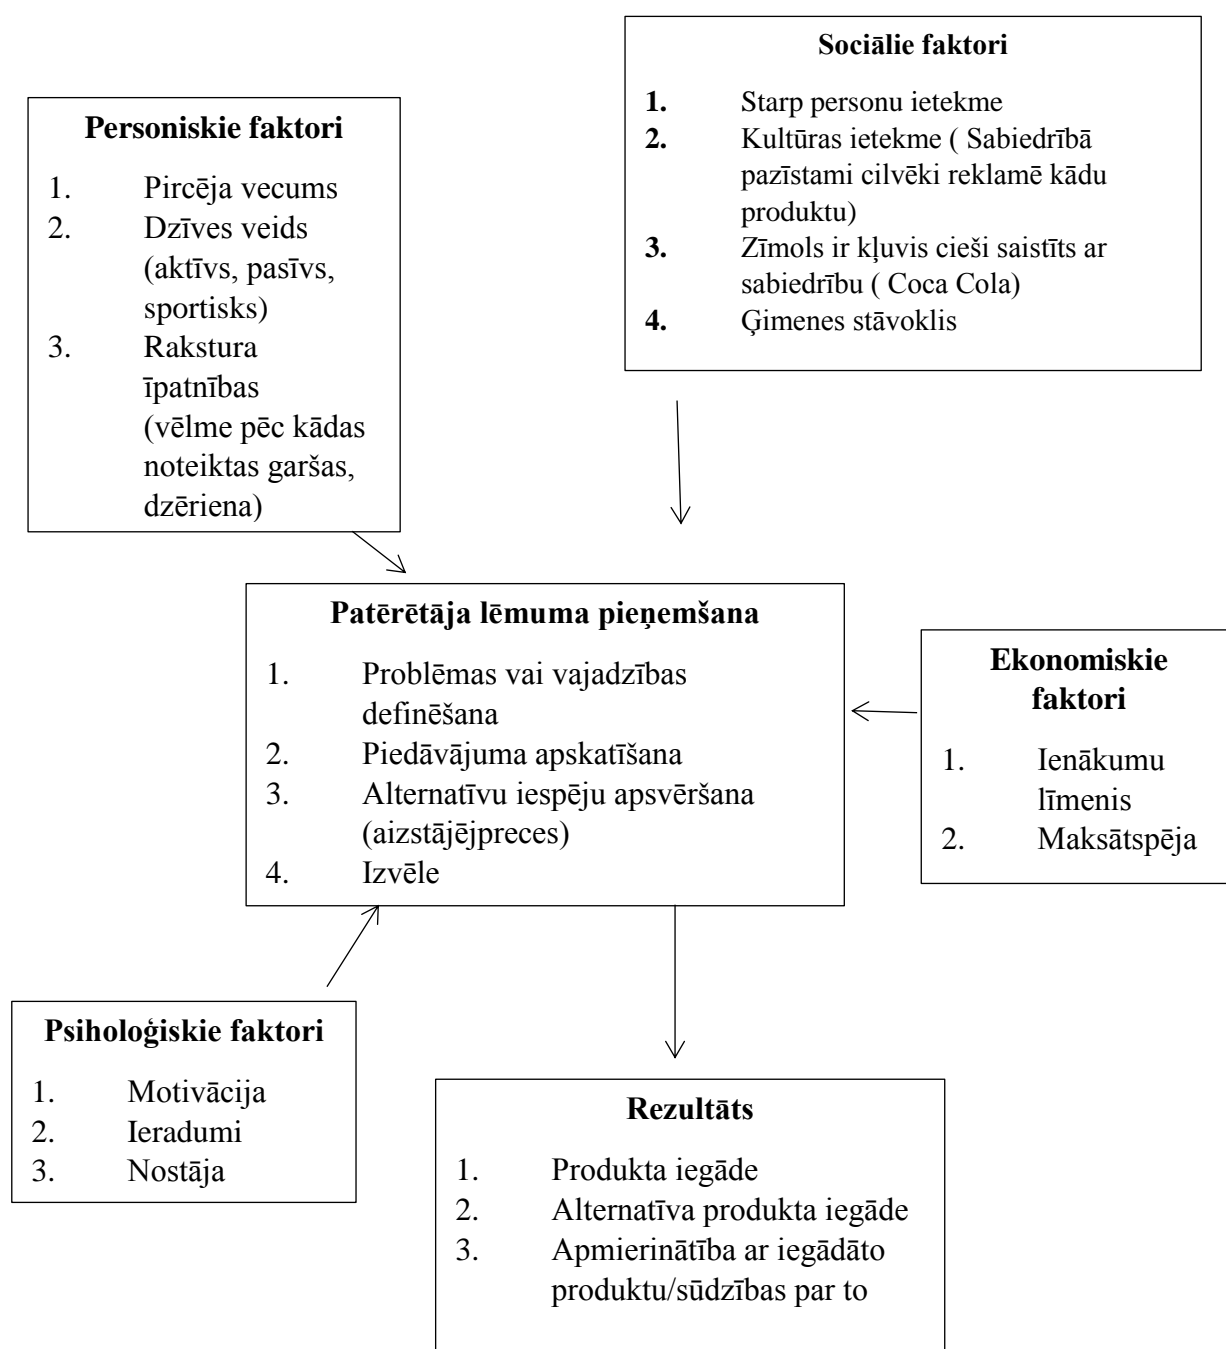 Sociālie faktori
1. Starp personu ietekme
2. Kultūras ietekme ( Sabiedrībā
pazīstami cilvēki reklamē kādu
produktu)
3. Zīmols ir kļuvis cieši saistīts ar
sabiedrību ( Coca Cola)
4. Ģimenes stāvoklis
Personiskie faktori
1. Pircēja vecums
2. Dzīves veids
(aktīvs, pasīvs,
sportisks)
3. Rakstura
īpatnības
(vēlme pēc kādas
noteiktas garšas,
dzēriena)
Patērētāja lēmuma pieņemšana
1. Problēmas vai vajadzības
definēšana
2. Piedāvājuma apskatīšana
3. Alternatīvu iespēju apsvēršana
(aizstājējpreces)
4. Izvēle
Ekonomiskie
faktori
1. Ienākumu
līmenis
2. Maksātspēja
Psiholoģiskie faktori
1. Motivācija
2. Ieradumi
3. Nostāja
Rezultāts
1. Produkta iegāde
2. Alternatīva produkta iegāde
3. Apmierinātība ar iegādāto
produktu/sūdzības par to